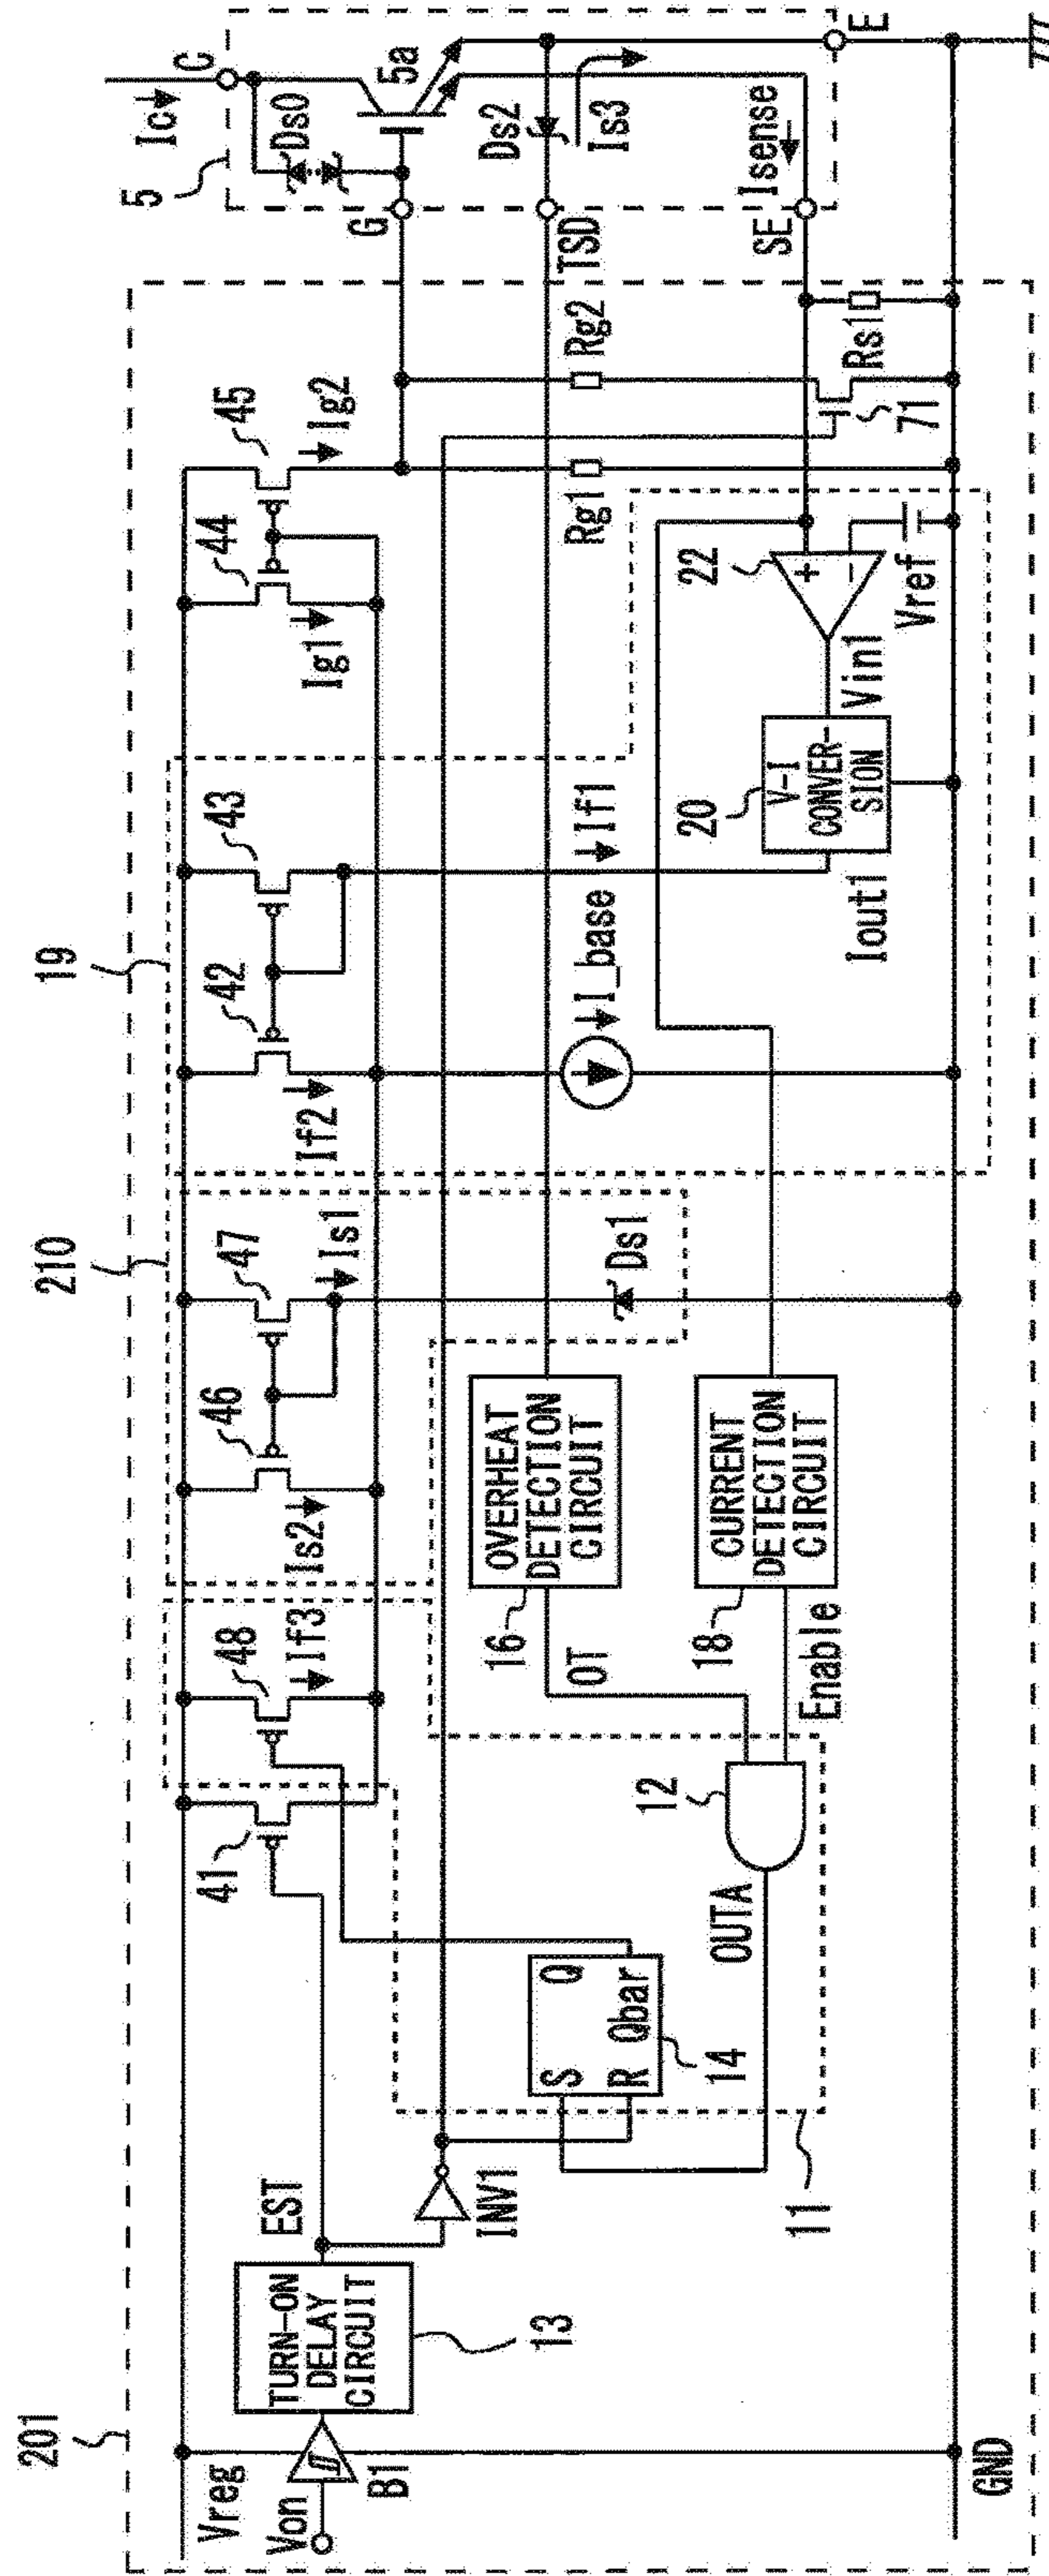 201
210
19
5
Ic
C
Vreg
Von
B1
TURN-ON
DELAY
CIRCUIT
13
EST
INV1
41
48
If3
46
Is2
47
Is1
42
If2
43
If1
44
Ig1
45
Ig2
G
Ds0
5a
S
Q
R
Qbar
14
11
OUTA
12
OT
Enable
16
OVERHEAT
DETECTION
CIRCUIT
18
CURRENT
DETECTION
CIRCUIT
Ds1
I_base
Iout1
20
V-I
CONVER-
SION
Vin1
22
+
−
Vref
Rg1
Rg2
71
Rs1
TSD
Ds2
Is3
SE
Isense
E
GND